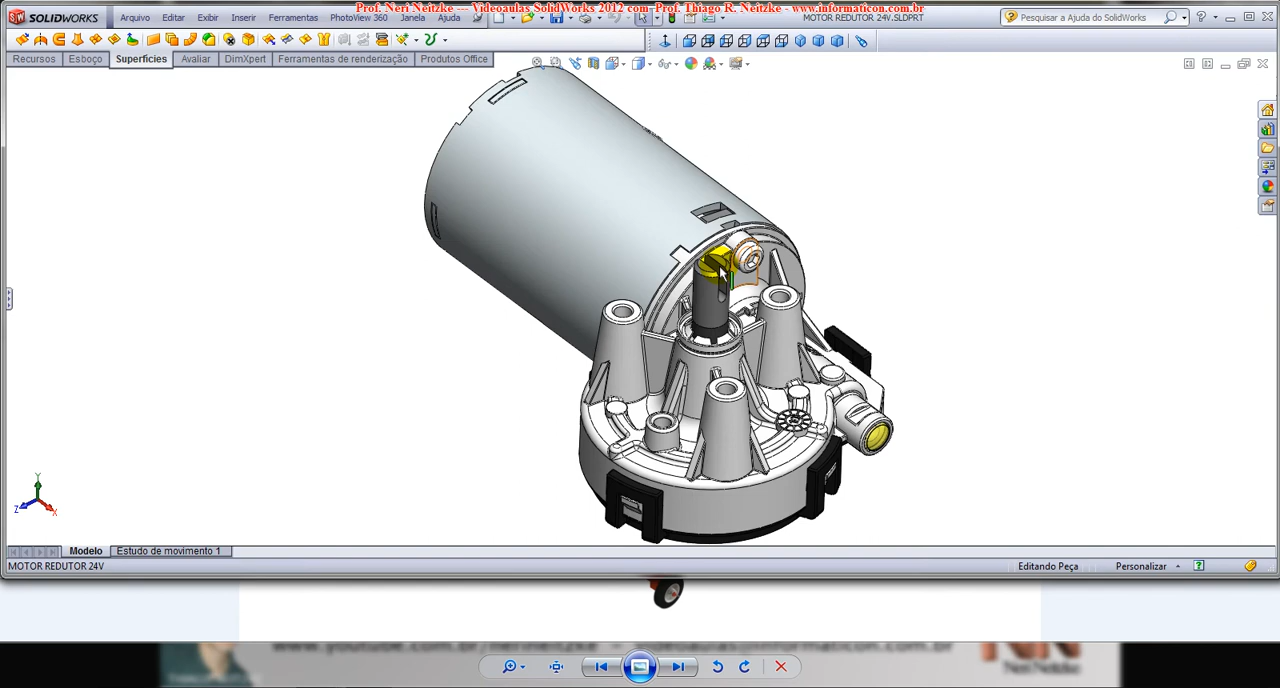 Prof. Neri Neitzke --- Videoaulas SolidWorks 2012 com Prof. Thiago R. Neitzke - www.informaticon.com.br
SOLIDWORKS
Arquivo Editar Exibir Inserir Ferramentas PhotoView 360 Janela Ajuda
MOTOR REDUTOR 24V.SLDPRT
Pesquisar a Ajuda do SolidWorks
Recursos Esboço Superfícies Avaliar DimXpert Ferramentas de renderização Produtos Office
Y
Z
X
Modelo Estudo de movimento 1
MOTOR REDUTOR 24V
Editando Peça
Personalizar
Neri Neitzke